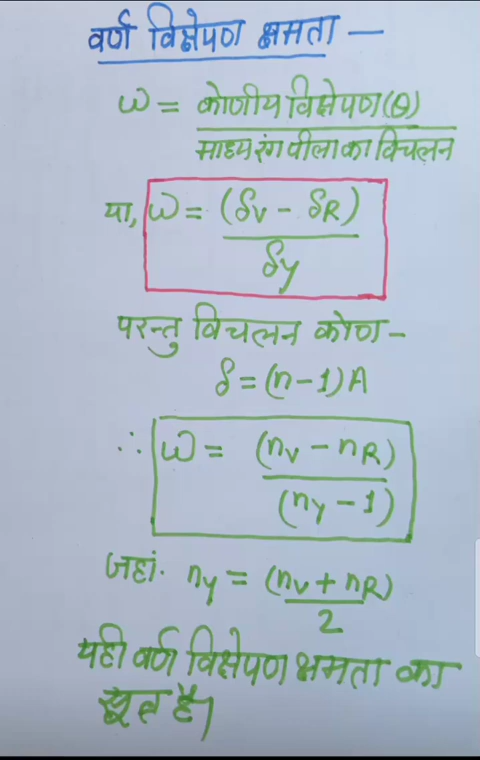 वर्ण विक्षेपण क्षमता —
ω = कोणीय विक्षेपण (θ) / माध्य रंग पीला का विचलन
या, ω = (δv - δR) / δy
परन्तु विचलन कोण -
δ = (n - 1) A
∴ ω = (nv - nR) / (ny - 1)
जहां. ny = (nv + nR) / 2
यही वर्ण विक्षेपण क्षमता का
सूत्र है।